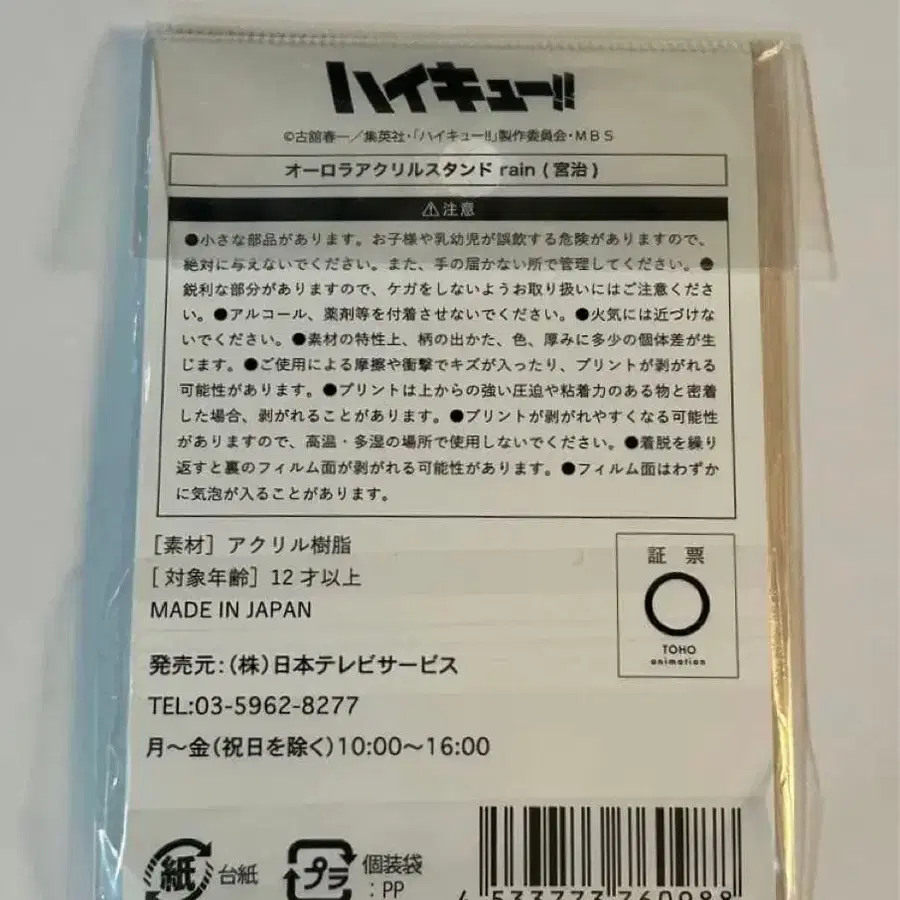 ハイキュー!!
©古舘春一／集英社・「ハイキュー!!」製作委員会・MBS
オーロラアクリルスタンド rain (宮治)
⚠注意
●小さな部品があります。お子様や乳幼児が誤飲する危険がありますので、
絶対に与えないでください。また、手の届かない所で管理してください。●
鋭利な部分がありますので、ケガをしないようお取り扱いにはご注意くださ
い。●アルコール、薬剤等を付着させないでください。●火気には近づけな
いでください。●素材の特性上、柄の出かた、色、厚みに多少の個体差が生
じます。●ご使用による摩擦や衝撃でキズが入ったり、プリントが剥がれる
可能性があります。●プリントは上からの強い圧迫や粘着力のある物と密着
した場合、剥がれることがあります。●プリントが剥がれやすくなる可能性
がありますので、高温・多湿の場所で使用しないでください。●着脱を繰り
返すと裏のフィルム面が剥がれる可能性があります。●フィルム面はわずか
に気泡が入ることがあります。
［素材］アクリル樹脂
［対象年齢］12才以上
MADE IN JAPAN
証票
TOHO
animation
発売元：（株）日本テレビサービス
TEL:03-5962-8277
月～金（祝日を除く）10:00～16:00
紙 台紙
プラ 個装袋
：PP
4 533773 760988